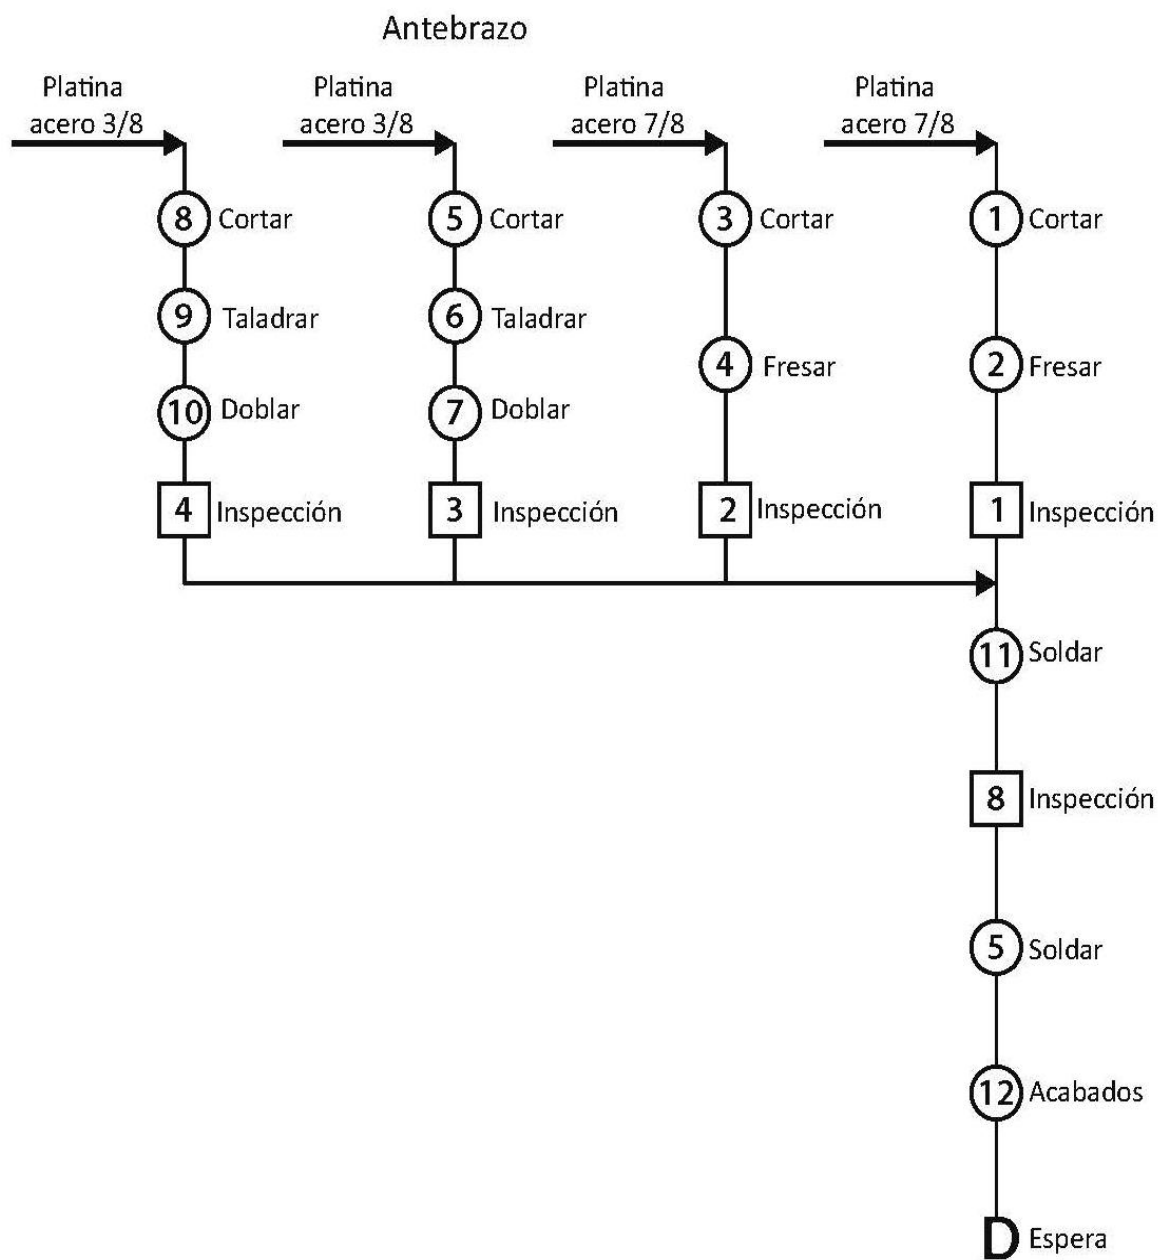 Antebrazo
Platina
acero 3/8
Platina
acero 3/8
Platina
acero 7/8
Platina
acero 7/8
8 Cortar
5 Cortar
3 Cortar
1 Cortar
9 Taladrar
6 Taladrar
4 Fresar
2 Fresar
10 Doblar
7 Doblar
4 Inspección
3 Inspección
2 Inspección
1 Inspección
11 Soldar
8 Inspección
5 Soldar
12 Acabados
D Espera